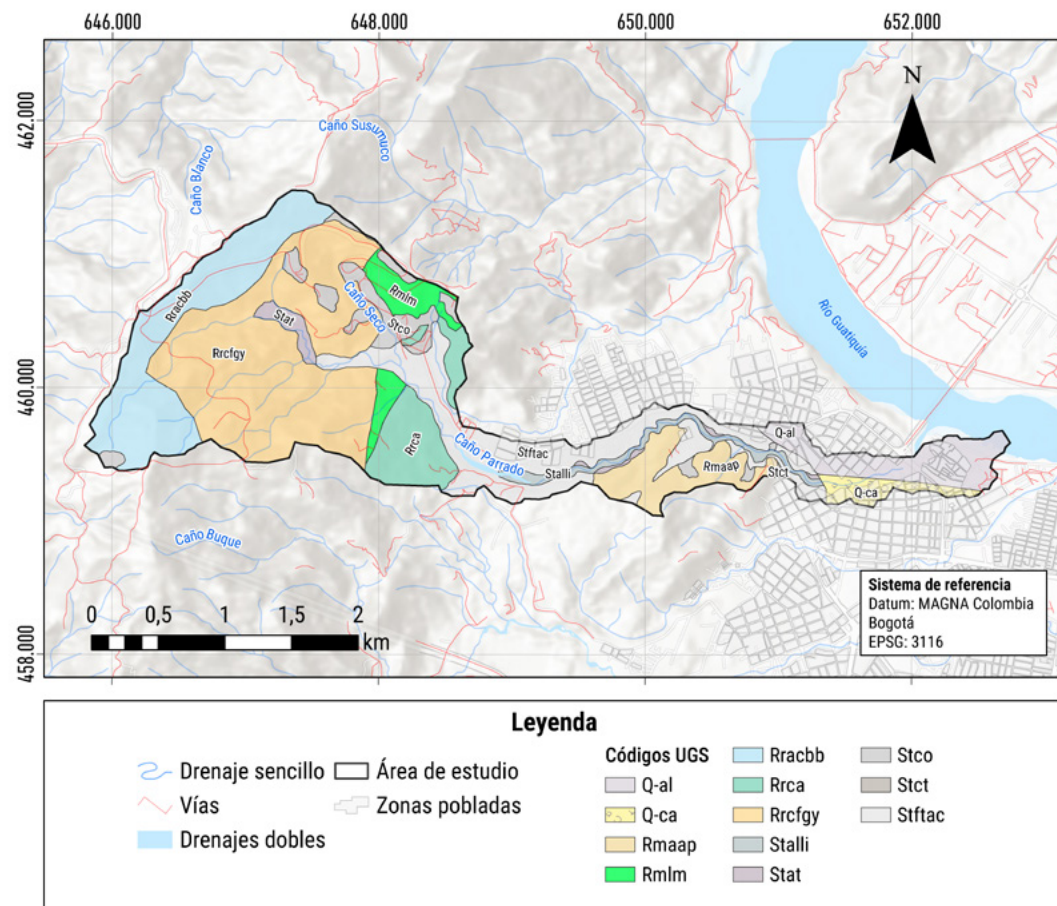 646.000 648.000 650.000 652.000
462.000
460.000
458.000
N
Caño Susumuco
Caño Blanco
Río Guatiquía
Rracbb
Rmlm
Caño Seco
Stco
Stat
Rrcfgy
Rrca
Caño Parrado
Stftac
Stalli
Rmaap
Stct
Q-al
Q-ca
Caño Buque
0 0,5 1 1,5 2
km
Sistema de referencia
Datum: MAGNA Colombia
Bogotá
EPSG: 3116
Leyenda
Drenaje sencillo
Vías
Drenajes dobles
Área de estudio
Zonas pobladas
Códigos UGS
Q-al
Q-ca
Rmaap
Rmlm
Rracbb
Rrca
Rrcfgy
Stalli
Stat
Stco
Stct
Stftac